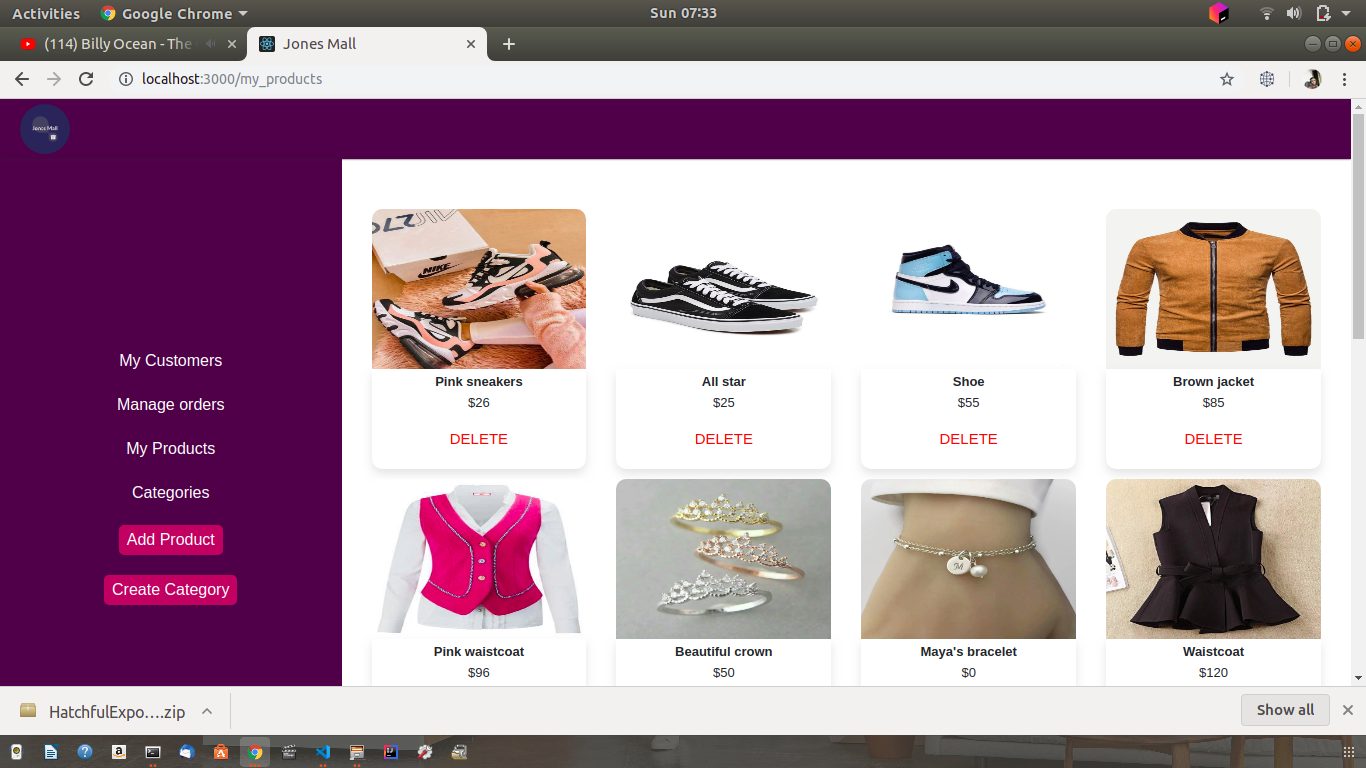 Activities
Google Chrome
Sun 07:33
(114) Billy Ocean - The
Jones Mall
localhost:3000/my_products
Jones Mall
My Customers
Manage orders
My Products
Categories
Add Product
Create Category
NIKE
Pink sneakers
$26
DELETE
All star
$25
DELETE
Shoe
$55
DELETE
Brown jacket
$85
DELETE
Pink waistcoat
$96
Beautiful crown
$50
M
Maya's bracelet
$0
Waistcoat
$120
HatchfulExpo....zip
Show all